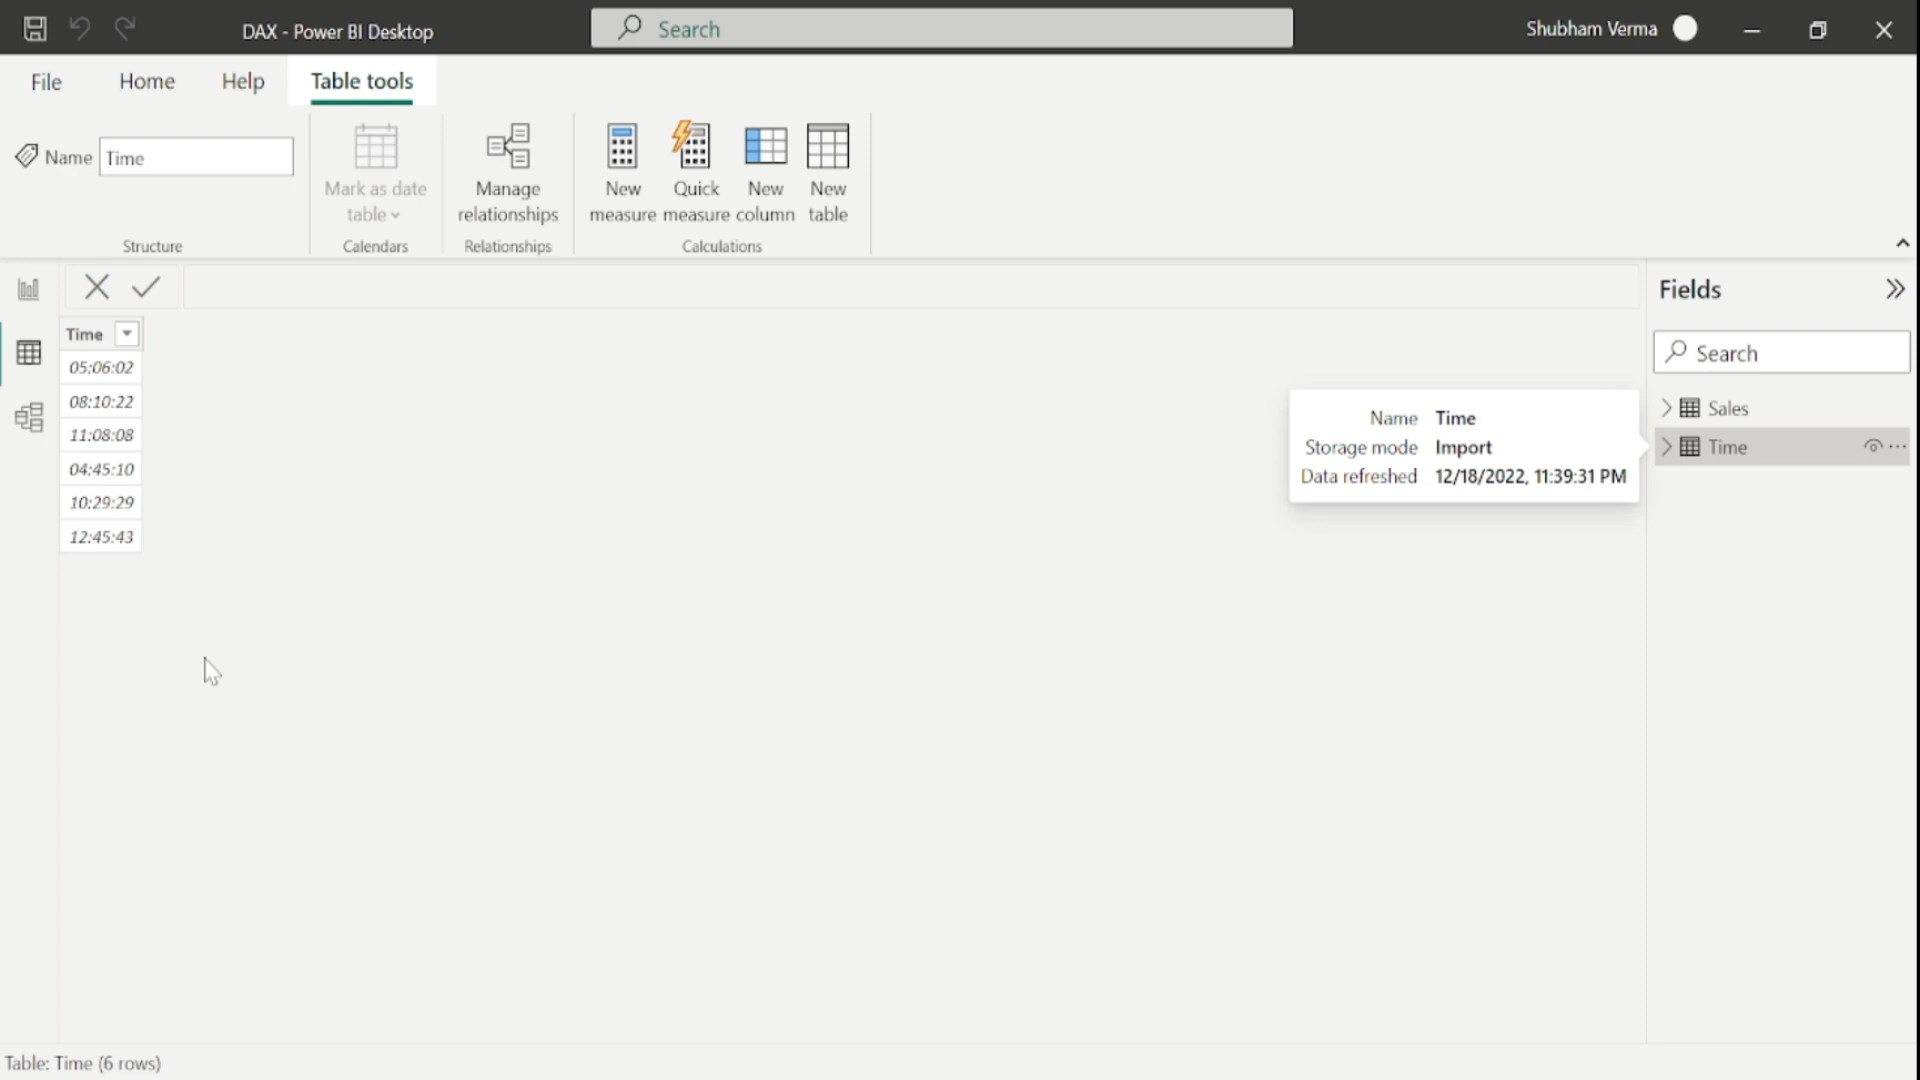 DAX - Power BI Desktop
Search
Shubham Verma
File
Home
Help
Table tools
Name
Time
Structure
Mark as date
table
Calendars
Manage
relationships
Relationships
New
measure
Quick
measure
New
column
New
table
Calculations
Time
05:06:02
08:10:22
11:08:08
04:45:10
10:29:29
12:45:43
Name Time
Storage mode Import
Data refreshed 12/18/2022, 11:39:31 PM
Fields
Search
Sales
Time
Table: Time (6 rows)